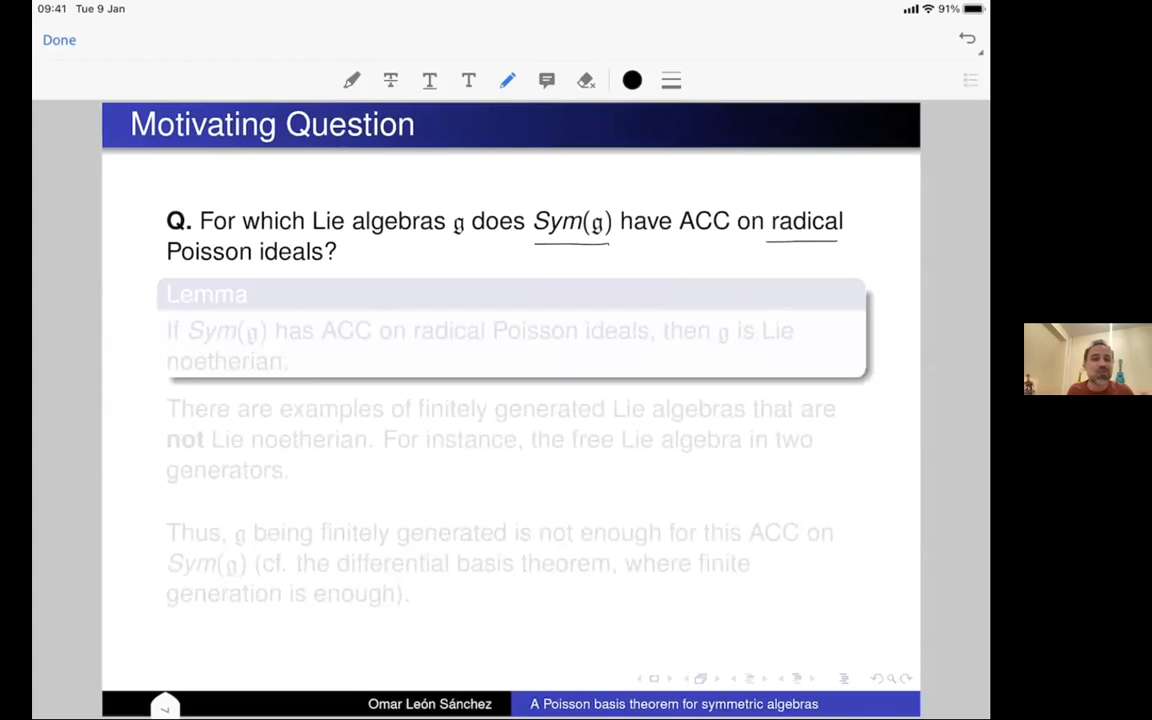 09:41 Tue 9 Jan
91%
Done
Motivating Question
Q. For which Lie algebras 𝔤 does Sym(𝔤) have ACC on radical
Poisson ideals?
Lemma
If Sym(𝔤) has ACC on radical Poisson ideals, then 𝔤 is Lie
noetherian.
There are examples of finitely generated Lie algebras that are
not Lie noetherian. For instance, the free Lie algebra in two
generators.
Thus, 𝔤 being finitely generated is not enough for this ACC on
Sym(𝔤) (cf. the differential basis theorem, where finite
generation is enough).
Omar León Sánchez
A Poisson basis theorem for symmetric algebras